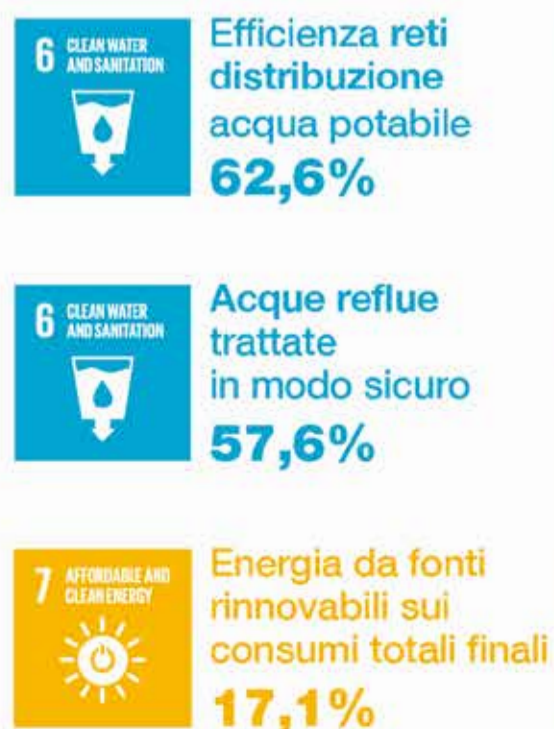 6 CLEAN WATER
AND SANITATION
Efficienza reti
distribuzione
acqua potabile
62,6%
6 CLEAN WATER
AND SANITATION
Acque reflue
trattate
in modo sicuro
57,6%
7 AFFORDABLE AND
CLEAN ENERGY
Energia da fonti
rinnovabili sui
consumi totali finali
17,1%